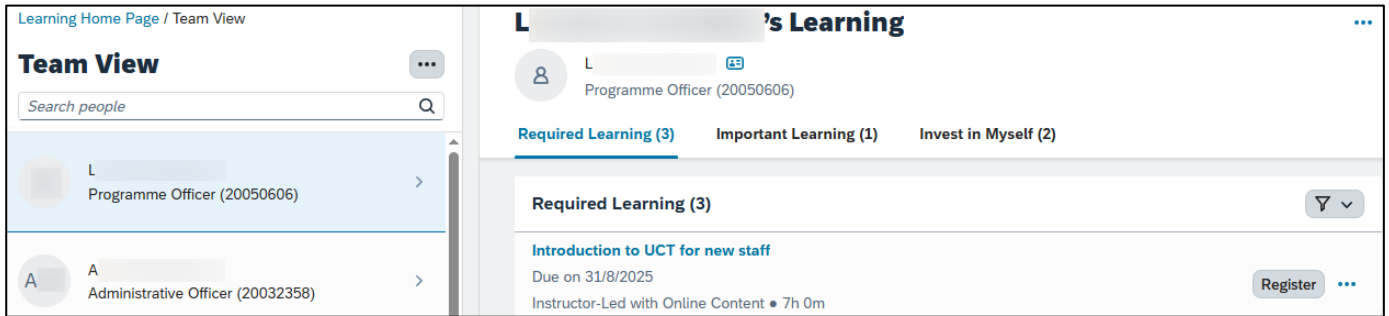 Learning Home Page / Team View
Team View
Search people
L
Programme Officer (20050606)
A
A
Administrative Officer (20032358)
L 's Learning
L
Programme Officer (20050606)
Required Learning (3) Important Learning (1) Invest in Myself (2)
Required Learning (3)
Introduction to UCT for new staff
Due on 31/8/2025
Instructor-Led with Online Content • 7h 0m
Register